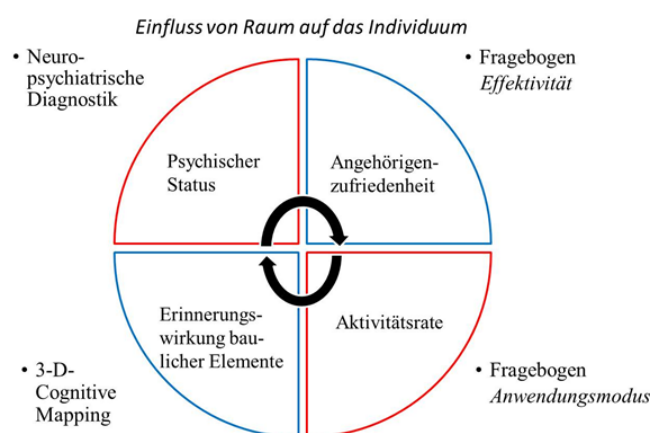 Einfluss von Raum auf das Individuum
• Neuro-
psychiatrische
Diagnostik
• Fragebogen
Effektivität
Psychischer
Status
Angehörigen-
zufriedenheit
Erinnerungs-
wirkung bau-
licher Elemente
Aktivitätsrate
• 3-D-
Cognitive
Mapping
• Fragebogen
Anwendungsmodus